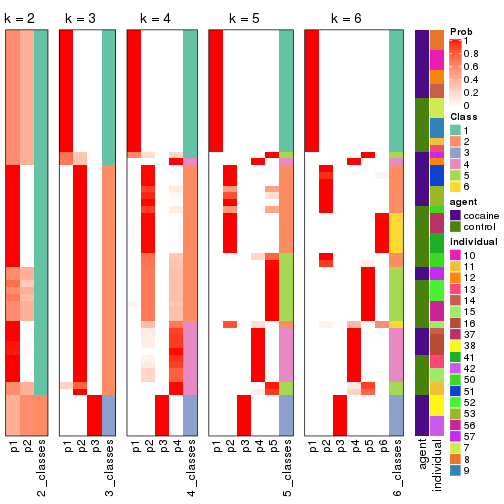 k = 2
k = 3
k = 4
k = 5
k = 6
p1
p2
2_classes
p1
p2
p3
3_classes
p1
p2
p3
p4
4_classes
p1
p2
p3
p4
p5
5_classes
p1
p2
p3
p4
p5
p6
6_classes
agent
individual
Prob
1
0.8
0.6
0.4
0.2
0
Class
1
2
3
4
5
6
agent
cocaine
control
individual
10
11
12
13
14
15
16
37
38
41
42
50
51
52
53
56
57
7
8
9